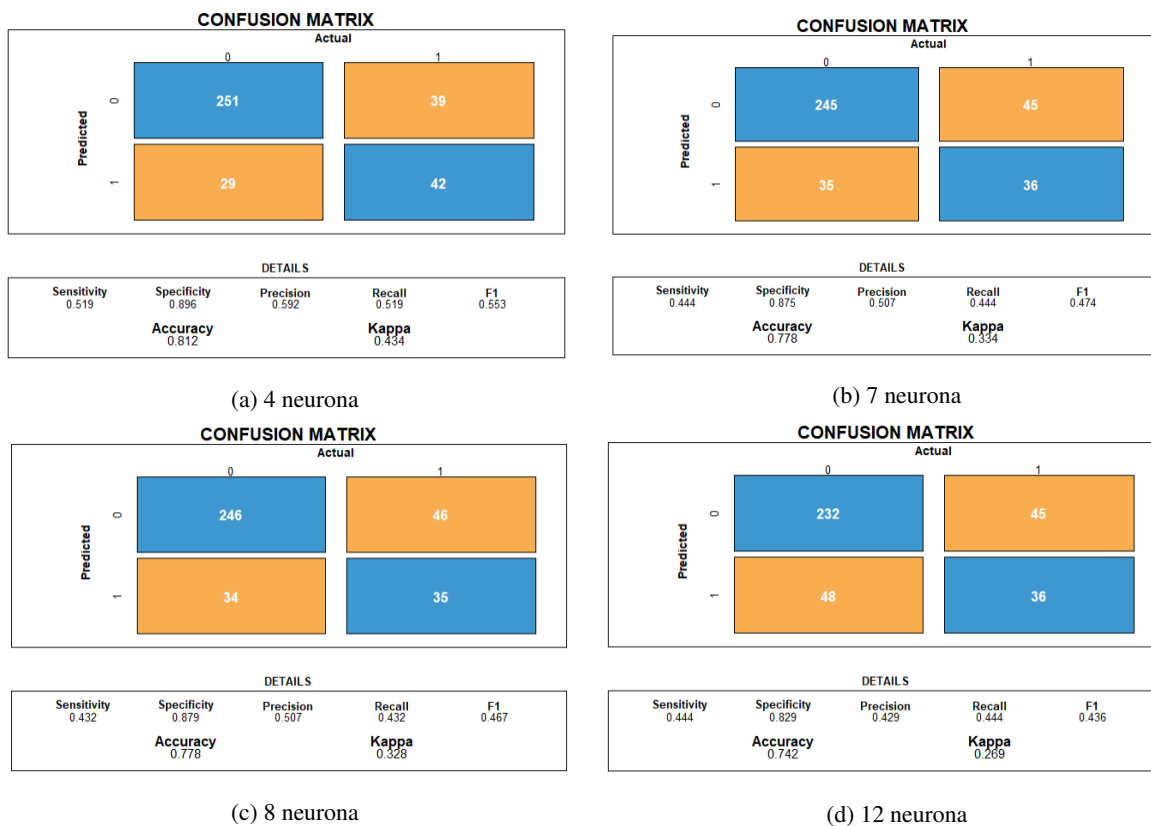 CONFUSION MATRIX
Actual
0 1
Predicted
0 251 39
1 29 42
DETAILS
Sensitivity Specificity Precision Recall F1
0.519 0.896 0.592 0.519 0.553
Accuracy Kappa
0.812 0.434
(a) 4 neurona
CONFUSION MATRIX
Actual
0 1
Predicted
0 245 45
1 35 36
DETAILS
Sensitivity Specificity Precision Recall F1
0.444 0.875 0.507 0.444 0.474
Accuracy Kappa
0.778 0.334
(b) 7 neurona
CONFUSION MATRIX
Actual
0 1
Predicted
0 246 46
1 34 35
DETAILS
Sensitivity Specificity Precision Recall F1
0.432 0.879 0.507 0.432 0.467
Accuracy Kappa
0.778 0.328
(c) 8 neurona
CONFUSION MATRIX
Actual
0 1
Predicted
0 232 45
1 48 36
DETAILS
Sensitivity Specificity Precision Recall F1
0.444 0.829 0.429 0.444 0.436
Accuracy Kappa
0.742 0.269
(d) 12 neurona